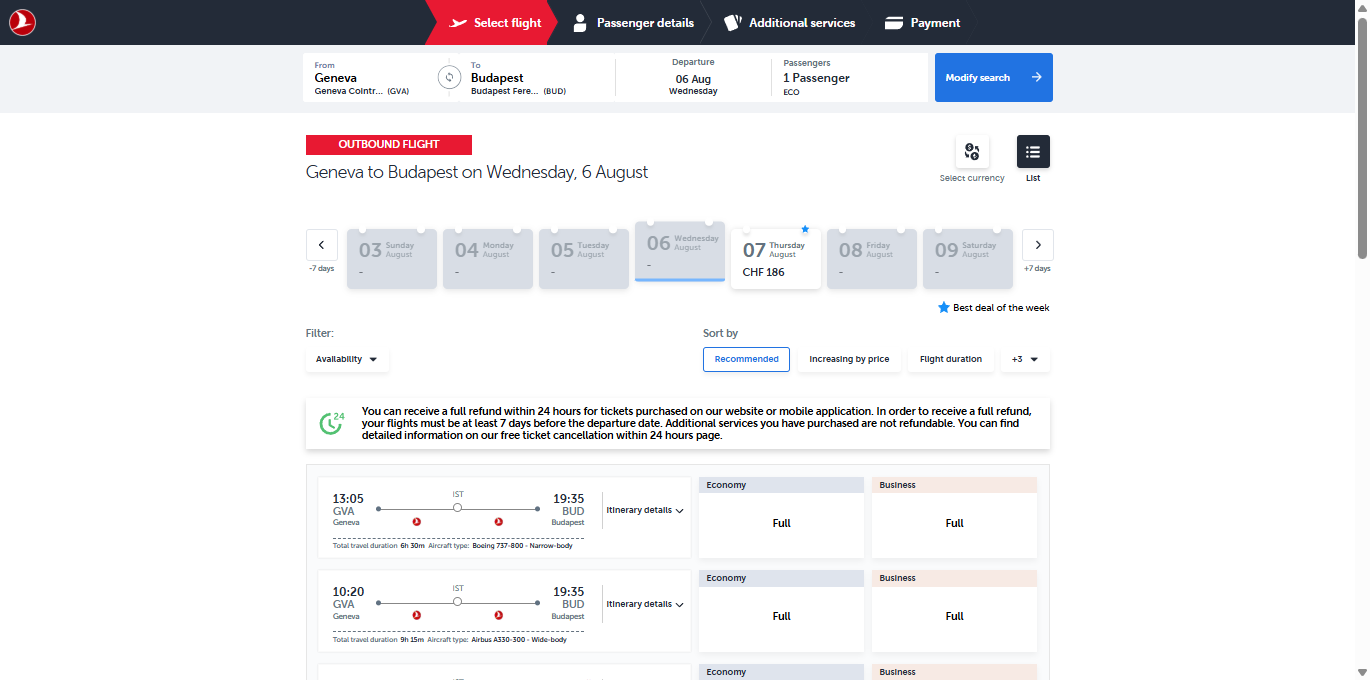 Select flight
Passenger details
Additional services
Payment
From
Geneva
Geneva Cointr... (GVA)
To
Budapest
Budapest Fere... (BUD)
Departure
06 Aug
Wednesday
Passengers
1 Passenger
ECO
Modify search
OUTBOUND FLIGHT
Geneva to Budapest on Wednesday, 6 August
Select currency
List
-7 days
03 Sunday August
-
04 Monday August
-
05 Tuesday August
-
06 Wednesday August
-
07 Thursday August
CHF 186
08 Friday August
-
09 Saturday August
-
+7 days
Best deal of the week
Filter:
Availability
Sort by
Recommended
Increasing by price
Flight duration
+3
24
You can receive a full refund within 24 hours for tickets purchased on our website or mobile application. In order to receive a full refund,
your flights must be at least 7 days before the departure date. Additional services you have purchased are not refundable. You can find
detailed information on our free ticket cancellation within 24 hours page.
13:05
GVA
Geneva
IST
19:35
BUD
Budapest
Itinerary details
Total travel duration 6h 30m Aircraft type: Boeing 737-800 - Narrow-body
Economy
Full
Business
Full
10:20
GVA
Geneva
IST
19:35
BUD
Budapest
Itinerary details
Total travel duration 9h 15m Aircraft type: Airbus A330-300 - Wide-body
Economy
Full
Business
Full
Economy
Business